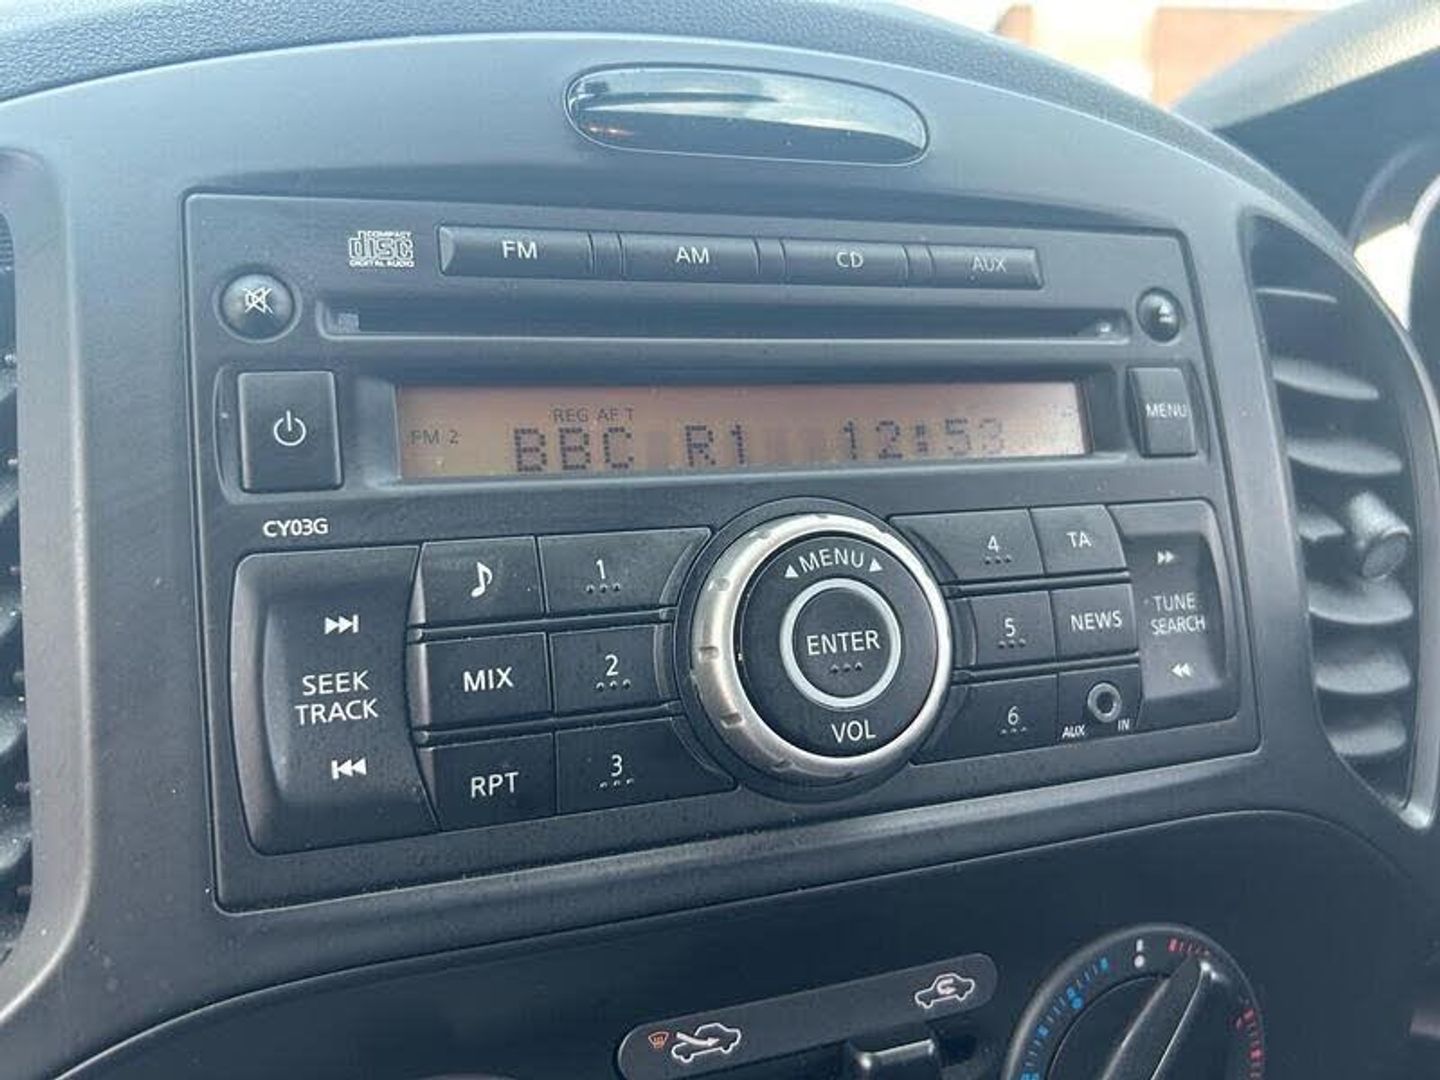 COMPACT
disc
DIGITAL AUDIO
FM
AM
CD
AUX
REG AF T
FM 2
BBC R1 12:53
MENU
CY03G
SEEK
TRACK
MIX
RPT
1
2
3
MENU
ENTER
VOL
4
5
6
TA
NEWS
AUX IN
TUNE
SEARCH